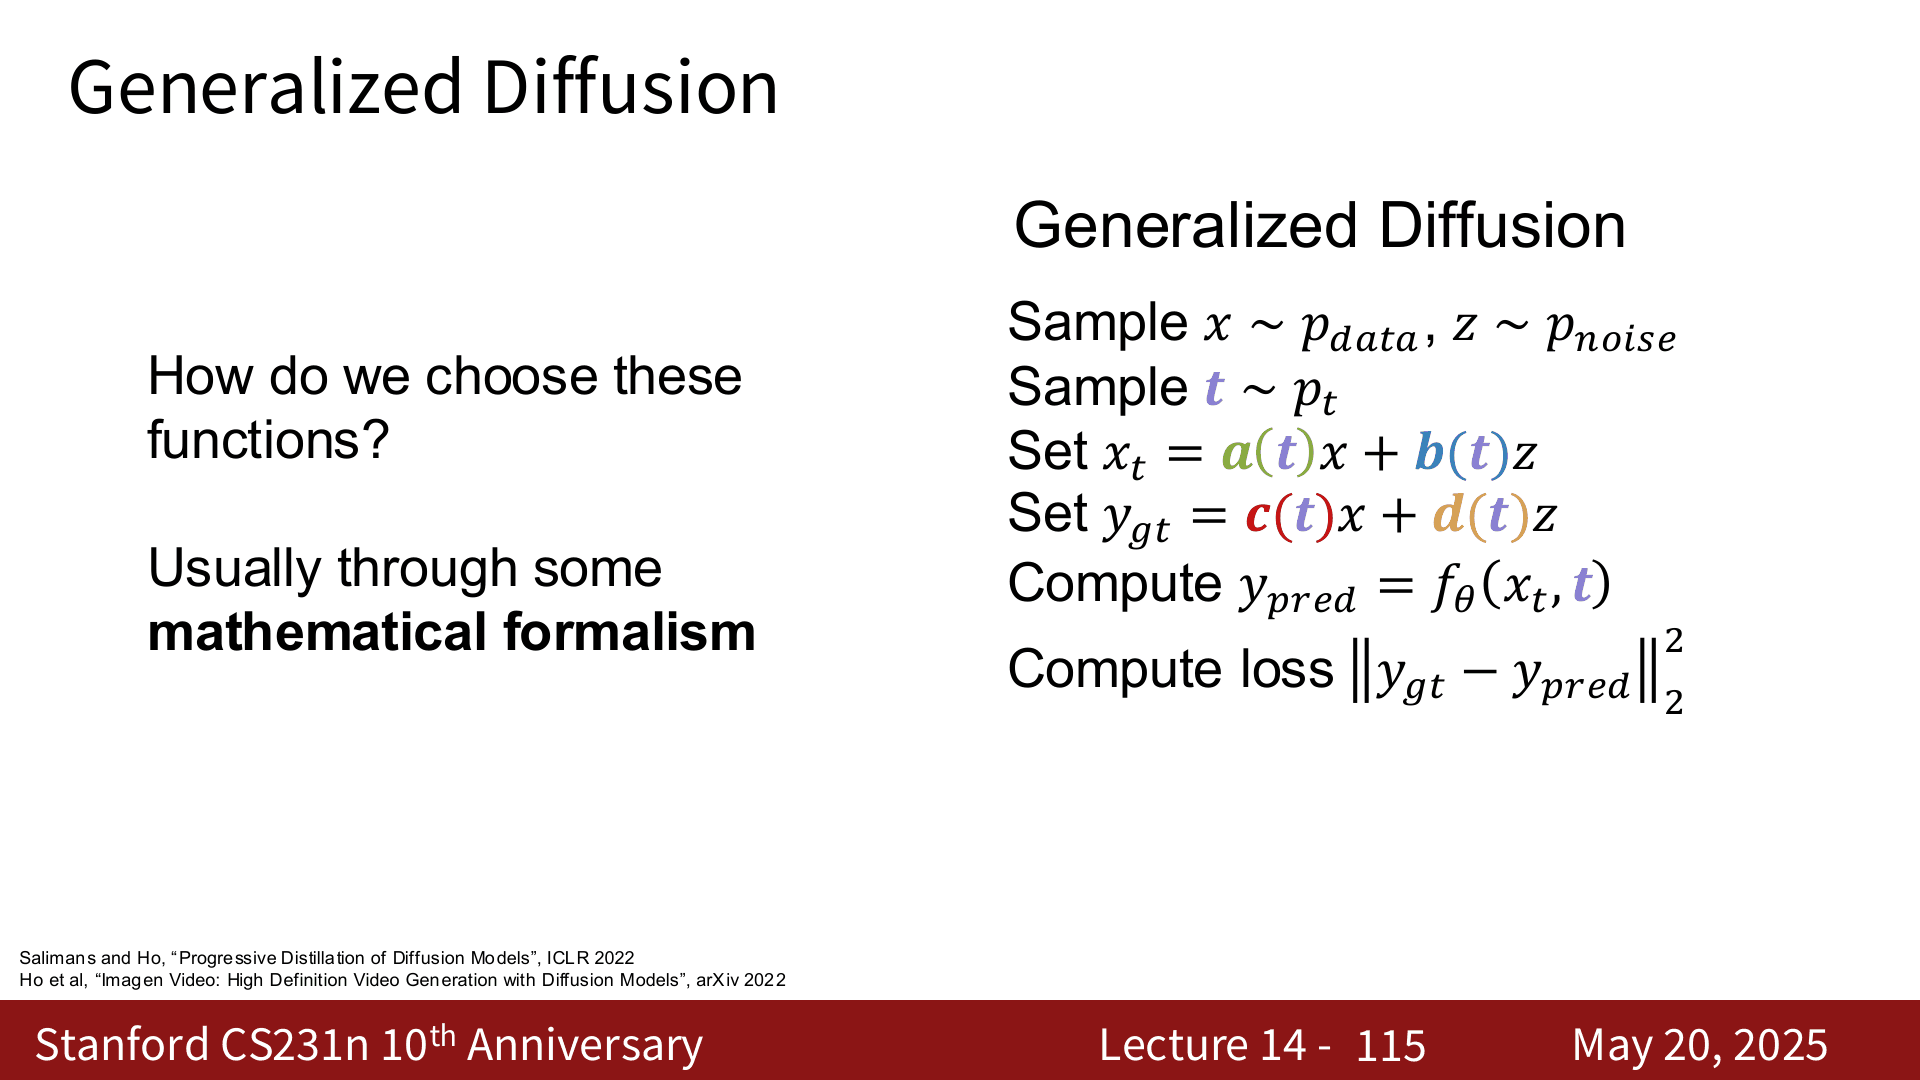 Generalized Diffusion
How do we choose these
functions?
Usually through some
mathematical formalism
Generalized Diffusion
Sample x ~ p_data, z ~ p_noise
Sample t ~ p_t
Set x_t = a(t)x + b(t)z
Set y_gt = c(t)x + d(t)z
Compute y_pred = f_θ(x_t, t)
Compute loss ‖y_gt − y_pred‖_2^2
Salimans and Ho, “Progressive Distillation of Diffusion Models”, ICLR 2022
Ho et al, “Imagen Video: High Definition Video Generation with Diffusion Models”, arXiv 2022
Stanford CS231n 10th Anniversary
Lecture 14 - 115
May 20, 2025